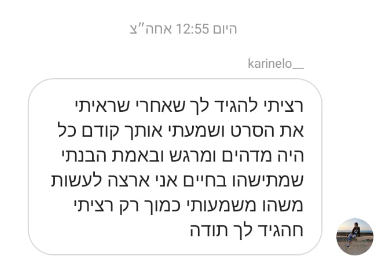 היום 12:55 אחה״צ
karinelo__
רציתי להגיד לך שאחרי שראיתי
את הסרט ושמעתי אותך קודם כל
היה מדהים ומרגש ובאמת הבנתי
שמתישהו בחיים אני ארצה לעשות
משהו משמעותי כמוך רק רציתי
חהגיד לך תודה